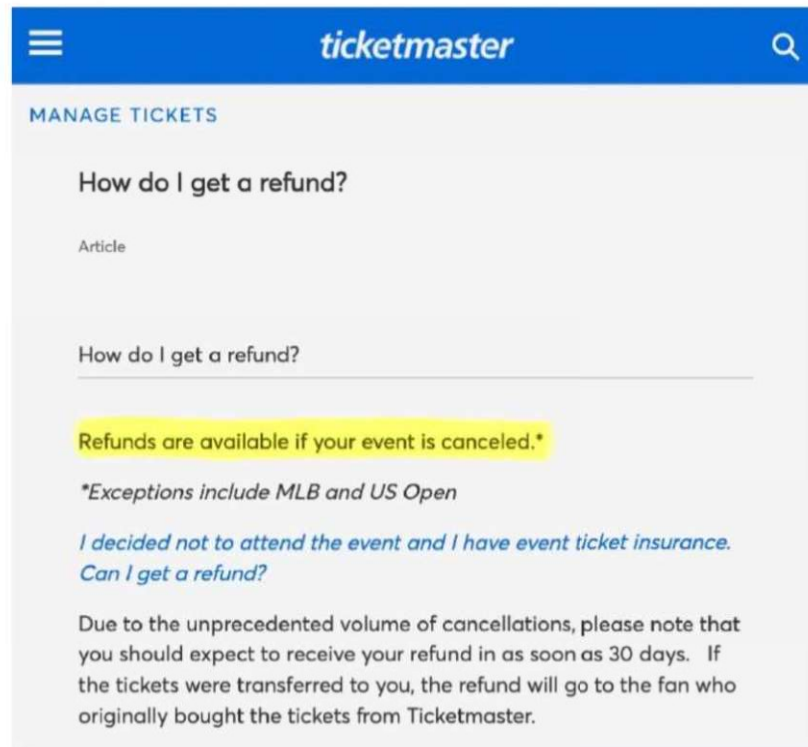 ticketmaster
MANAGE TICKETS
How do I get a refund?
Article
How do I get a refund?
Refunds are available if your event is canceled.*
*Exceptions include MLB and US Open
I decided not to attend the event and I have event ticket insurance.
Can I get a refund?
Due to the unprecedented volume of cancellations, please note that
you should expect to receive your refund in as soon as 30 days. If
the tickets were transferred to you, the refund will go to the fan who
originally bought the tickets from Ticketmaster.